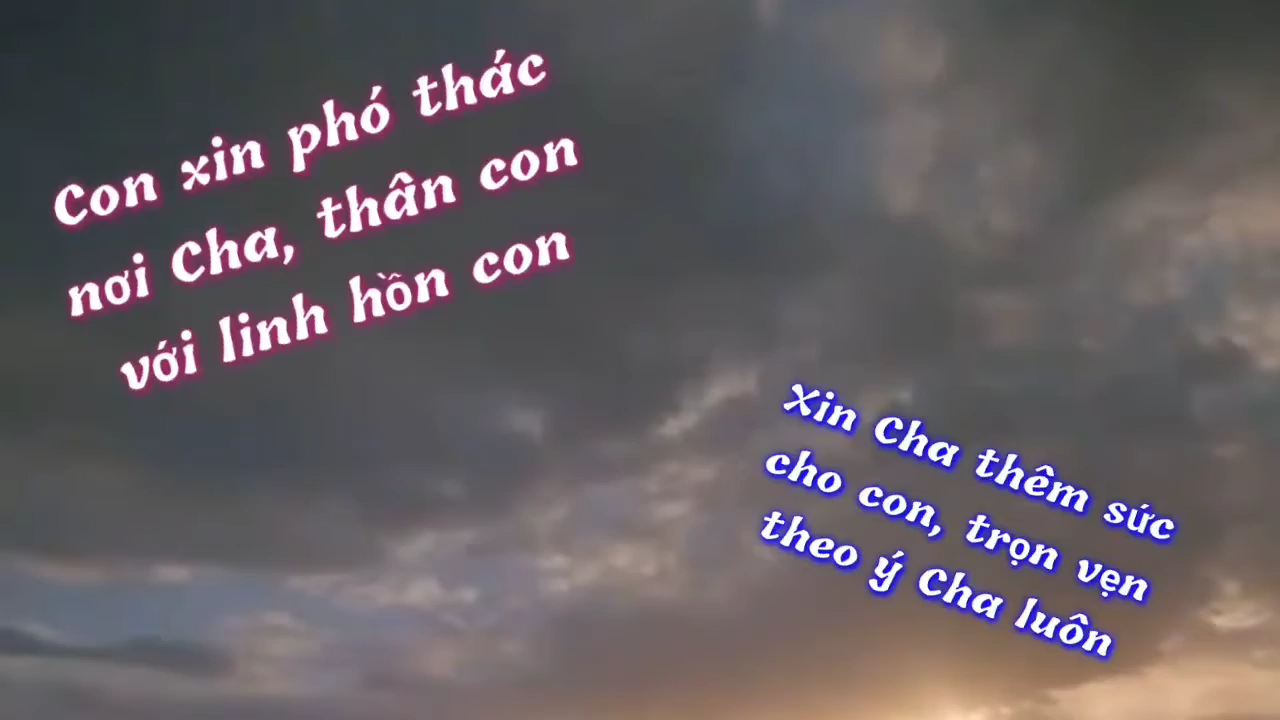 Con xin phó thác
nơi Cha, thân con
với linh hồn con
Xin Cha thêm sức
cho con, trọn vẹn
theo ý Cha luôn